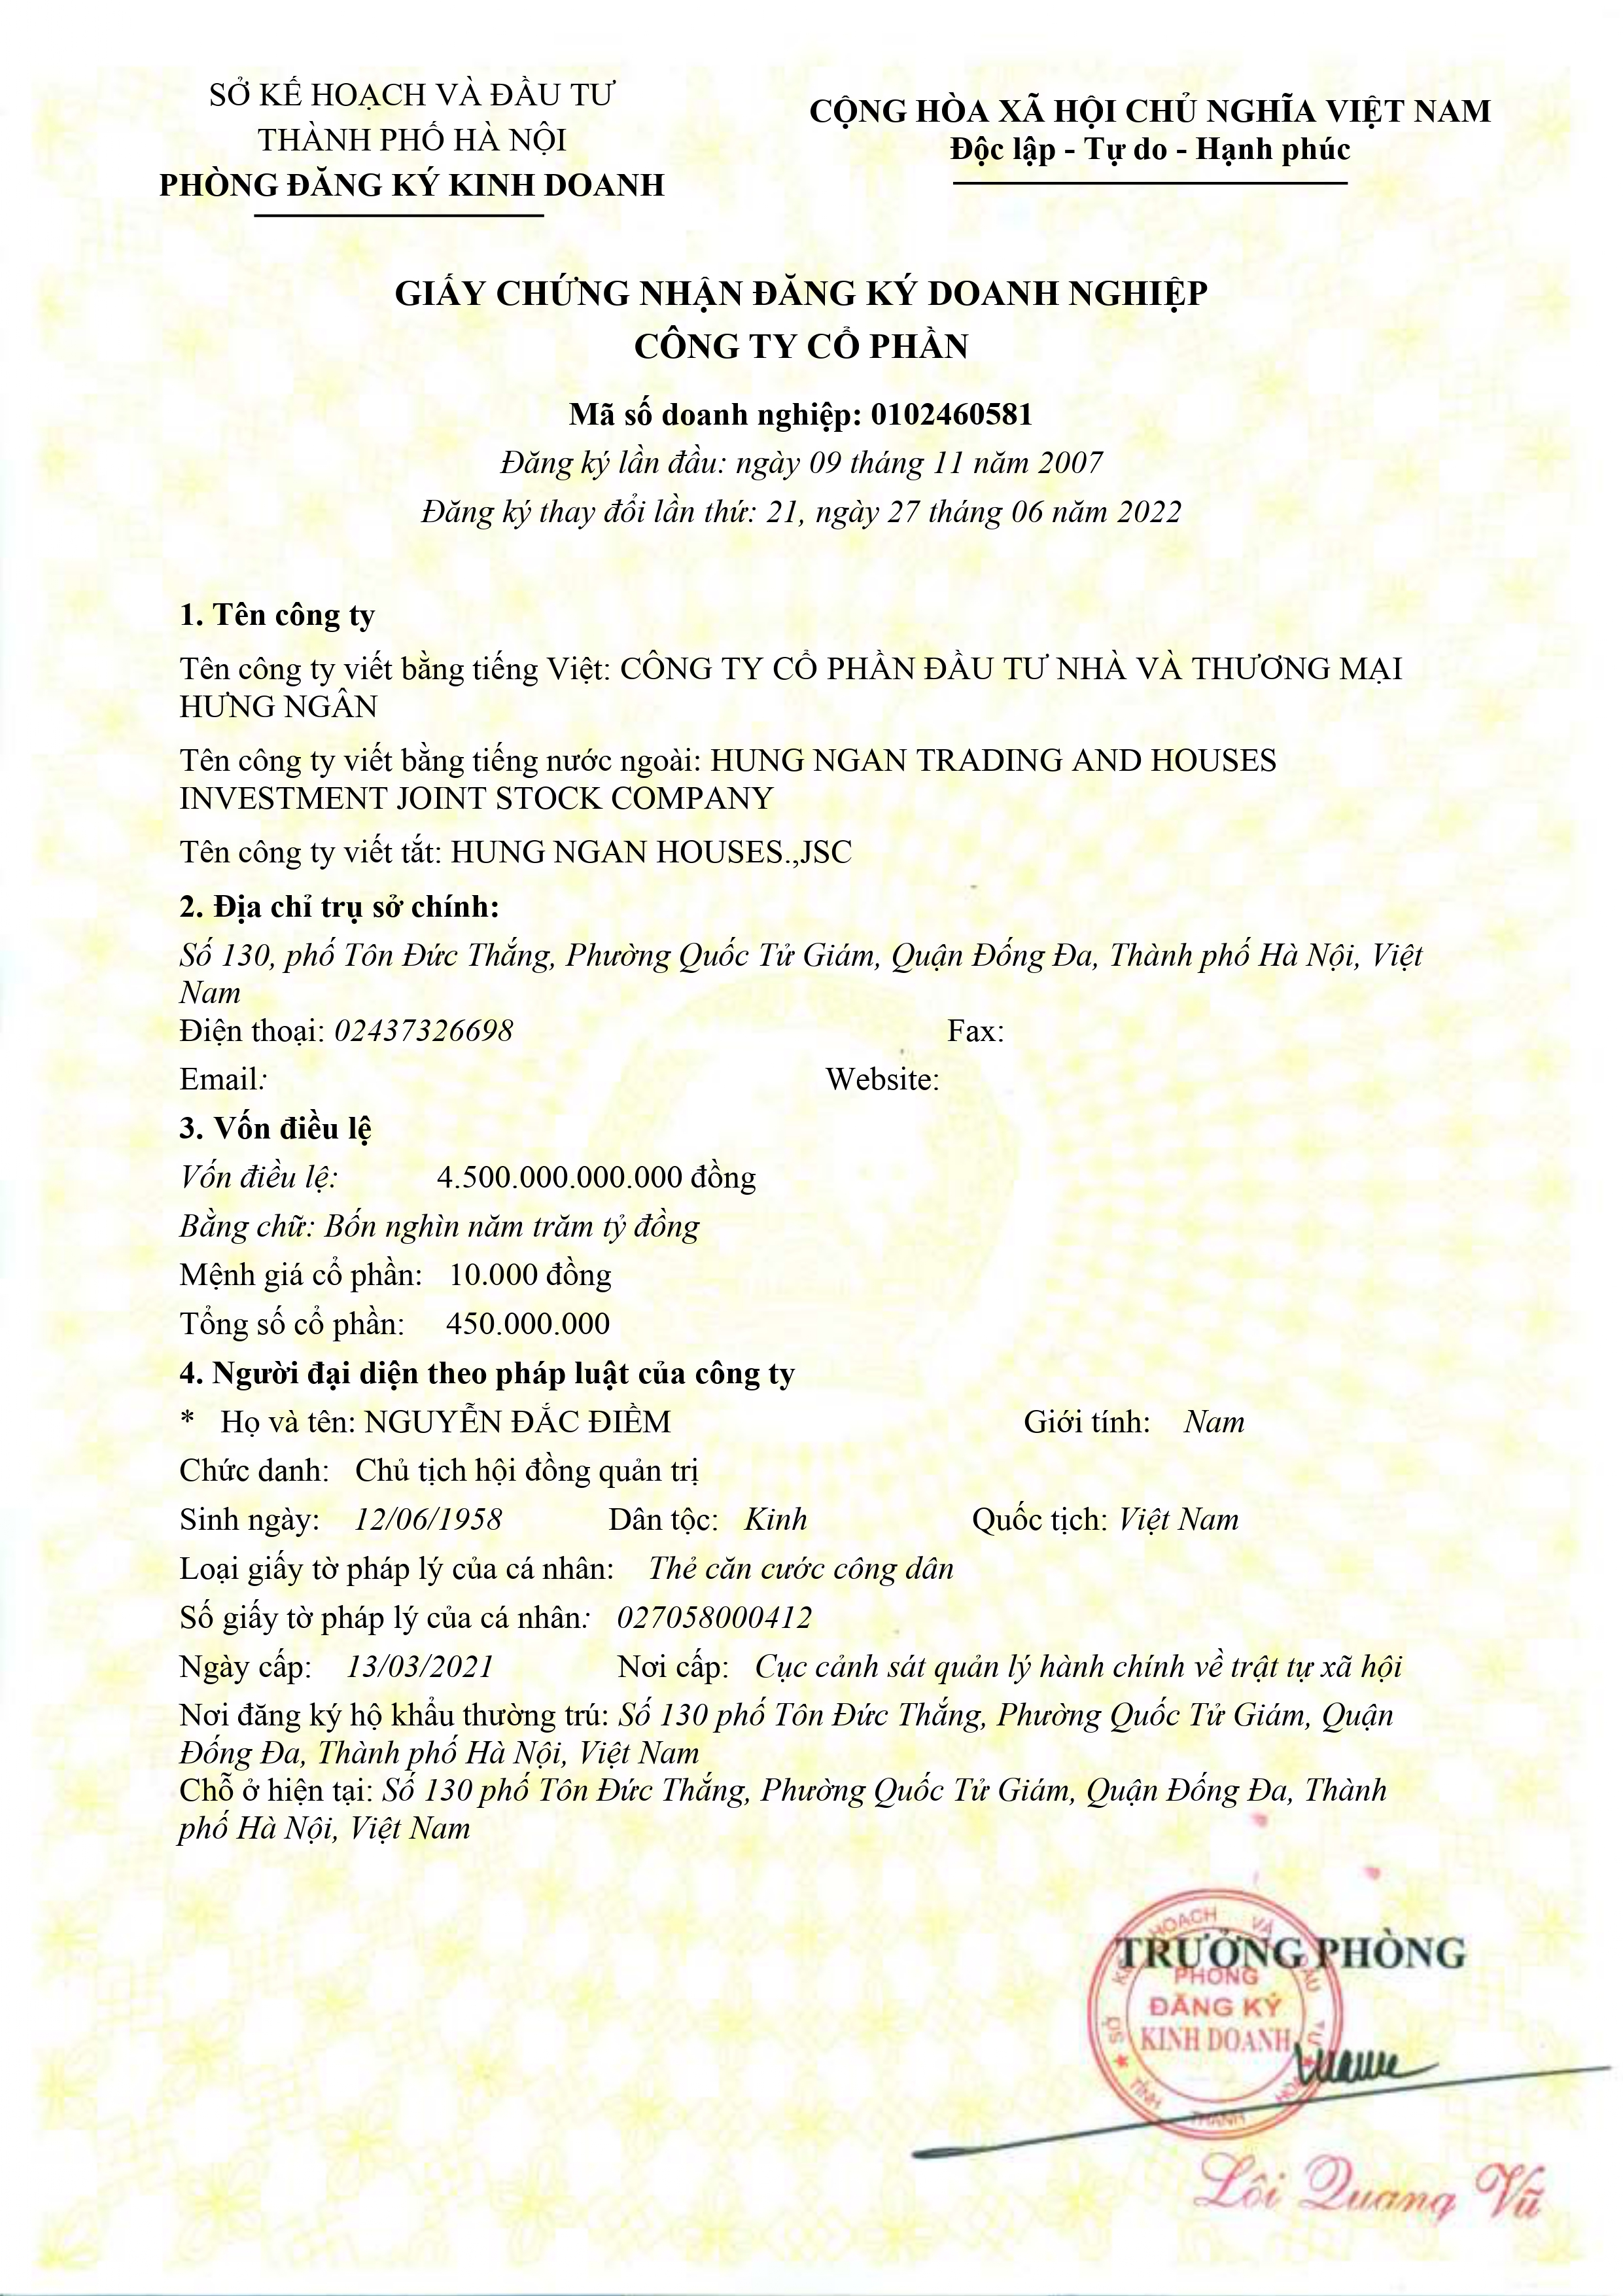 SỞ KẾ HOẠCH VÀ ĐẦU TƯ
THÀNH PHỐ HÀ NỘI
PHÒNG ĐĂNG KÝ KINH DOANH
CỘNG HÒA XÃ HỘI CHỦ NGHĨA VIỆT NAM
Độc lập - Tự do - Hạnh phúc
GIẤY CHỨNG NHẬN ĐĂNG KÝ DOANH NGHIỆP
CÔNG TY CỔ PHẦN
Mã số doanh nghiệp: 0102460581
Đăng ký lần đầu: ngày 09 tháng 11 năm 2007
Đăng ký thay đổi lần thứ: 21, ngày 27 tháng 06 năm 2022
1. Tên công ty
Tên công ty viết bằng tiếng Việt: CÔNG TY CỔ PHẦN ĐẦU TƯ NHÀ VÀ THƯƠNG MẠI
HƯNG NGÂN
Tên công ty viết bằng tiếng nước ngoài: HUNG NGAN TRADING AND HOUSES
INVESTMENT JOINT STOCK COMPANY
Tên công ty viết tắt: HUNG NGAN HOUSES.,JSC
2. Địa chỉ trụ sở chính:
Số 130, phố Tôn Đức Thắng, Phường Quốc Tử Giám, Quận Đống Đa, Thành phố Hà Nội, Việt
Nam
Điện thoại: 02437326698 Fax:
Email: Website:
3. Vốn điều lệ
Vốn điều lệ: 4.500.000.000.000 đồng
Bằng chữ: Bốn nghìn năm trăm tỷ đồng
Mệnh giá cổ phần: 10.000 đồng
Tổng số cổ phần: 450.000.000
4. Người đại diện theo pháp luật của công ty
* Họ và tên: NGUYỄN ĐẮC ĐIỀM Giới tính: Nam
Chức danh: Chủ tịch hội đồng quản trị
Sinh ngày: 12/06/1958 Dân tộc: Kinh Quốc tịch: Việt Nam
Loại giấy tờ pháp lý của cá nhân: Thẻ căn cước công dân
Số giấy tờ pháp lý của cá nhân: 027058000412
Ngày cấp: 13/03/2021 Nơi cấp: Cục cảnh sát quản lý hành chính về trật tự xã hội
Nơi đăng ký hộ khẩu thường trú: Số 130 phố Tôn Đức Thắng, Phường Quốc Tử Giám, Quận
Đống Đa, Thành phố Hà Nội, Việt Nam
Chỗ ở hiện tại: Số 130 phố Tôn Đức Thắng, Phường Quốc Tử Giám, Quận Đống Đa, Thành
phố Hà Nội, Việt Nam
TRƯỞNG PHÒNG
HOẠCH VÀ
PHÒNG
ĐĂNG KÝ
KINH DOANH
TỈNH THANH
Lôi Quang Vũ